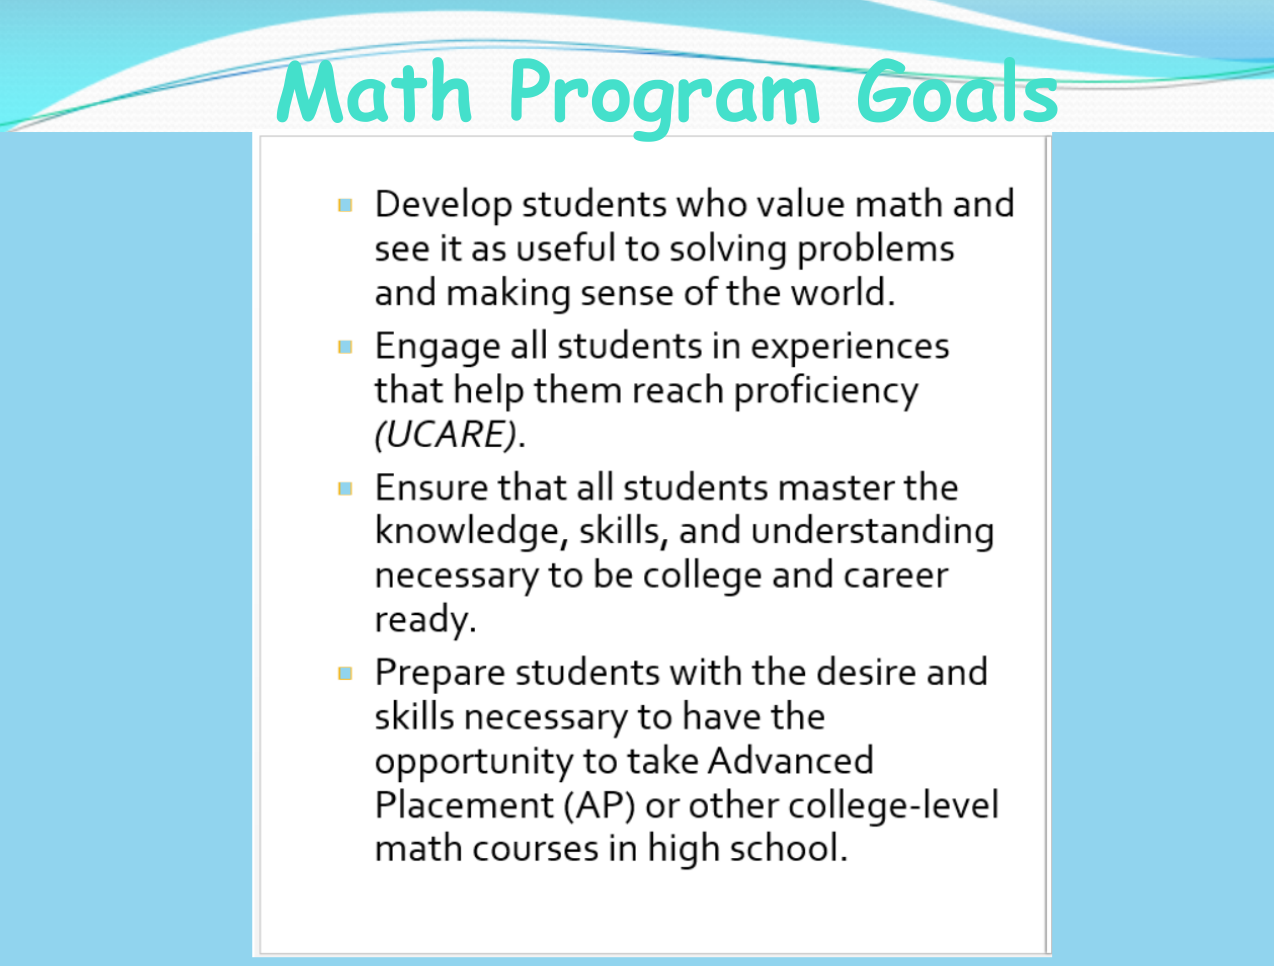 Math Program Goals
Develop students who value math and
see it as useful to solving problems
and making sense of the world.
Engage all students in experiences
that help them reach proficiency
(UCARE).
Ensure that all students master the
knowledge, skills, and understanding
necessary to be college and career
ready.
Prepare students with the desire and
skills necessary to have the
opportunity to take Advanced
Placement (AP) or other college-level
math courses in high school.